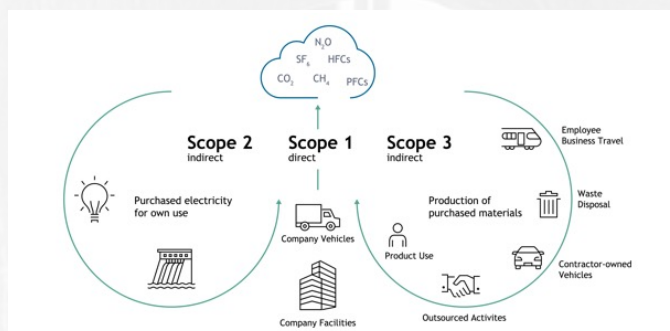 N₂O
SF₆ HFCs
CO₂ CH₄ PFCs
Scope 2
indirect
Scope 1
direct
Scope 3
indirect
Employee
Business Travel
Purchased electricity
for own use
Production of
purchased materials
Waste
Disposal
Company Vehicles
Product Use
Contractor-owned
Vehicles
Company Facilities
Outsourced Activites